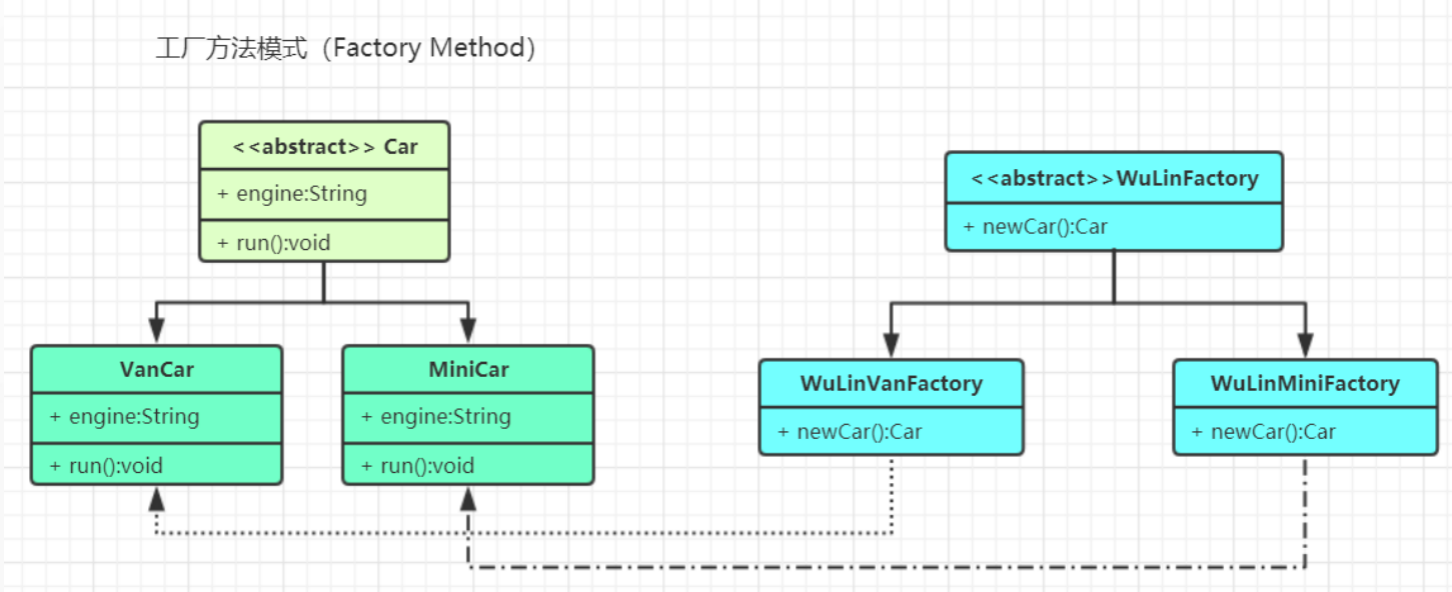 工厂方法模式（Factory Method）
<<abstract>> Car
+ engine:String
+ run():void
<<abstract>>WuLinFactory
+ newCar():Car
VanCar
+ engine:String
+ run():void
MiniCar
+ engine:String
+ run():void
WuLinVanFactory
+ newCar():Car
WuLinMiniFactory
+ newCar():Car